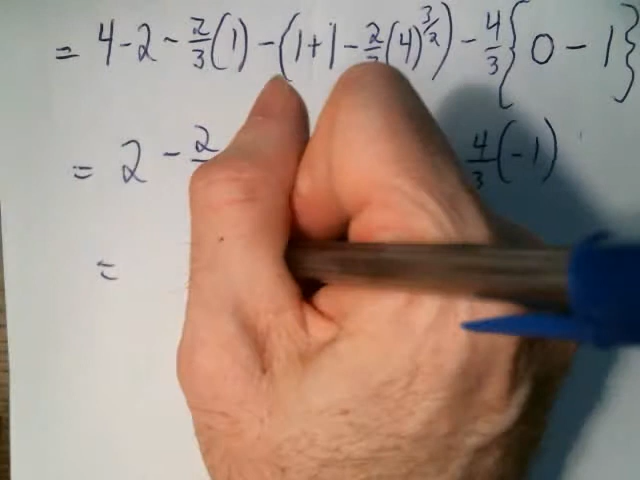 = 4 - 2 - 2/3 (1) - (1 + 1 - 2/3 (4)^{3/2}) - 4/3 {0 - 1}
= 2 - 2 4/3 (-1)
=